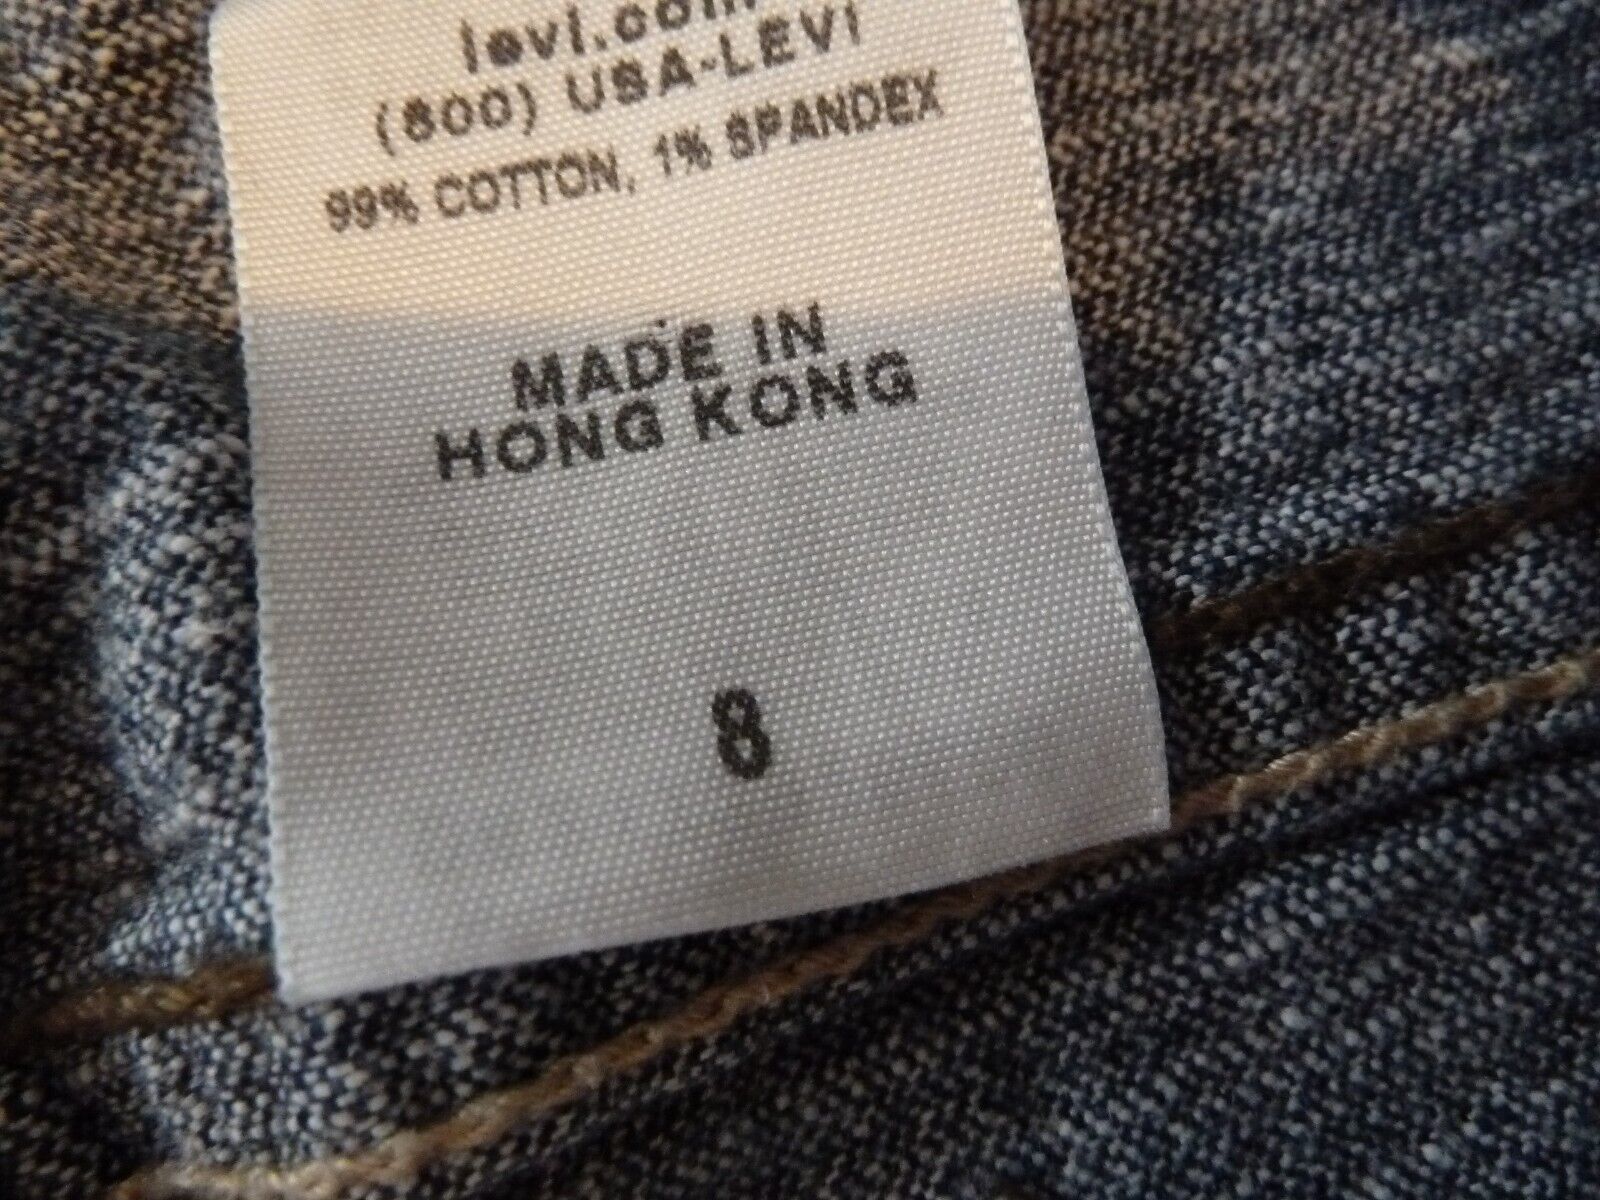 levi.com
(800) USA-LEVI
99% COTTON, 1% SPANDEX
MADE IN
HONG KONG
8